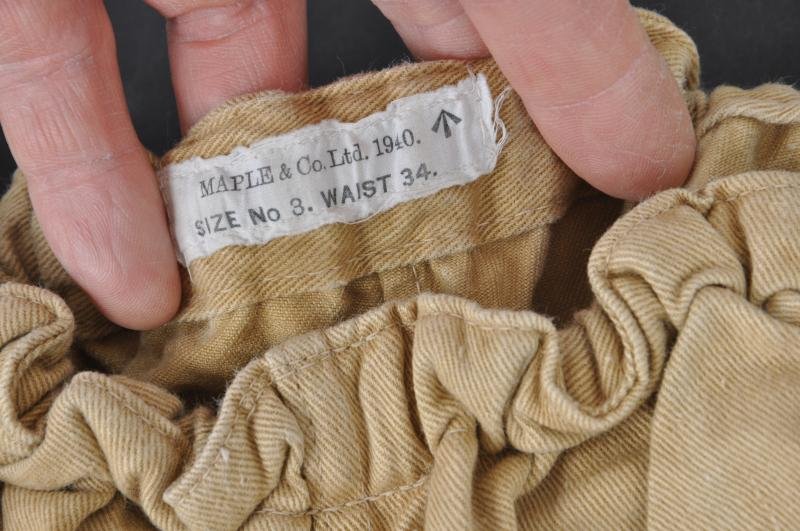 MAPLE & Co. Ltd. 1940.
SIZE No 3. WAIST 34.